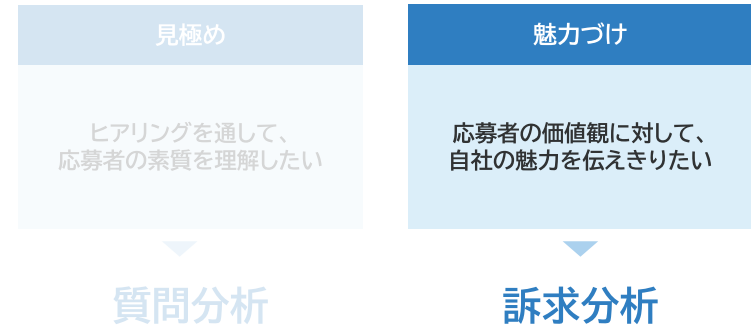 見極め
ヒアリングを通して、
応募者の素質を理解したい
質問分析
魅力づけ
応募者の価値観に対して、
自社の魅力を伝えきりたい
訴求分析